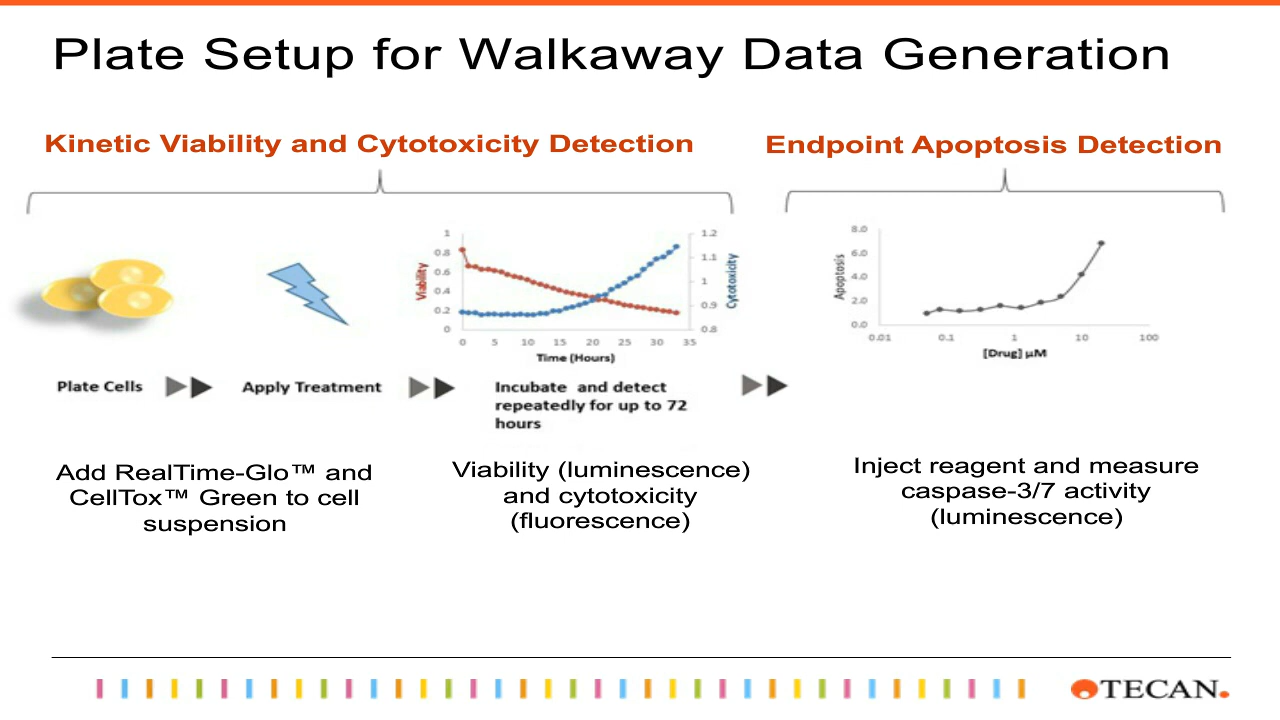 Plate Setup for Walkaway Data Generation
Kinetic Viability and Cytotoxicity Detection
Endpoint Apoptosis Detection
1
0.8
0.6
0.4
0.2
0
Viability
1.2
1.1
1
0.9
0.8
Cytotoxicity
0 5 10 15 20 25 30 35
Time (Hours)
8.0
6.0
4.0
2.0
0.0
Apoptosis
0.01 0.1 1 10 100
[Drug] µM
Plate Cells
Apply Treatment
Incubate and detect
repeatedly for up to 72
hours
Add RealTime-Glo™ and
CellTox™ Green to cell
suspension
Viability (luminescence)
and cytotoxicity
(fluorescence)
Inject reagent and measure
caspase-3/7 activity
(luminescence)
TECAN.